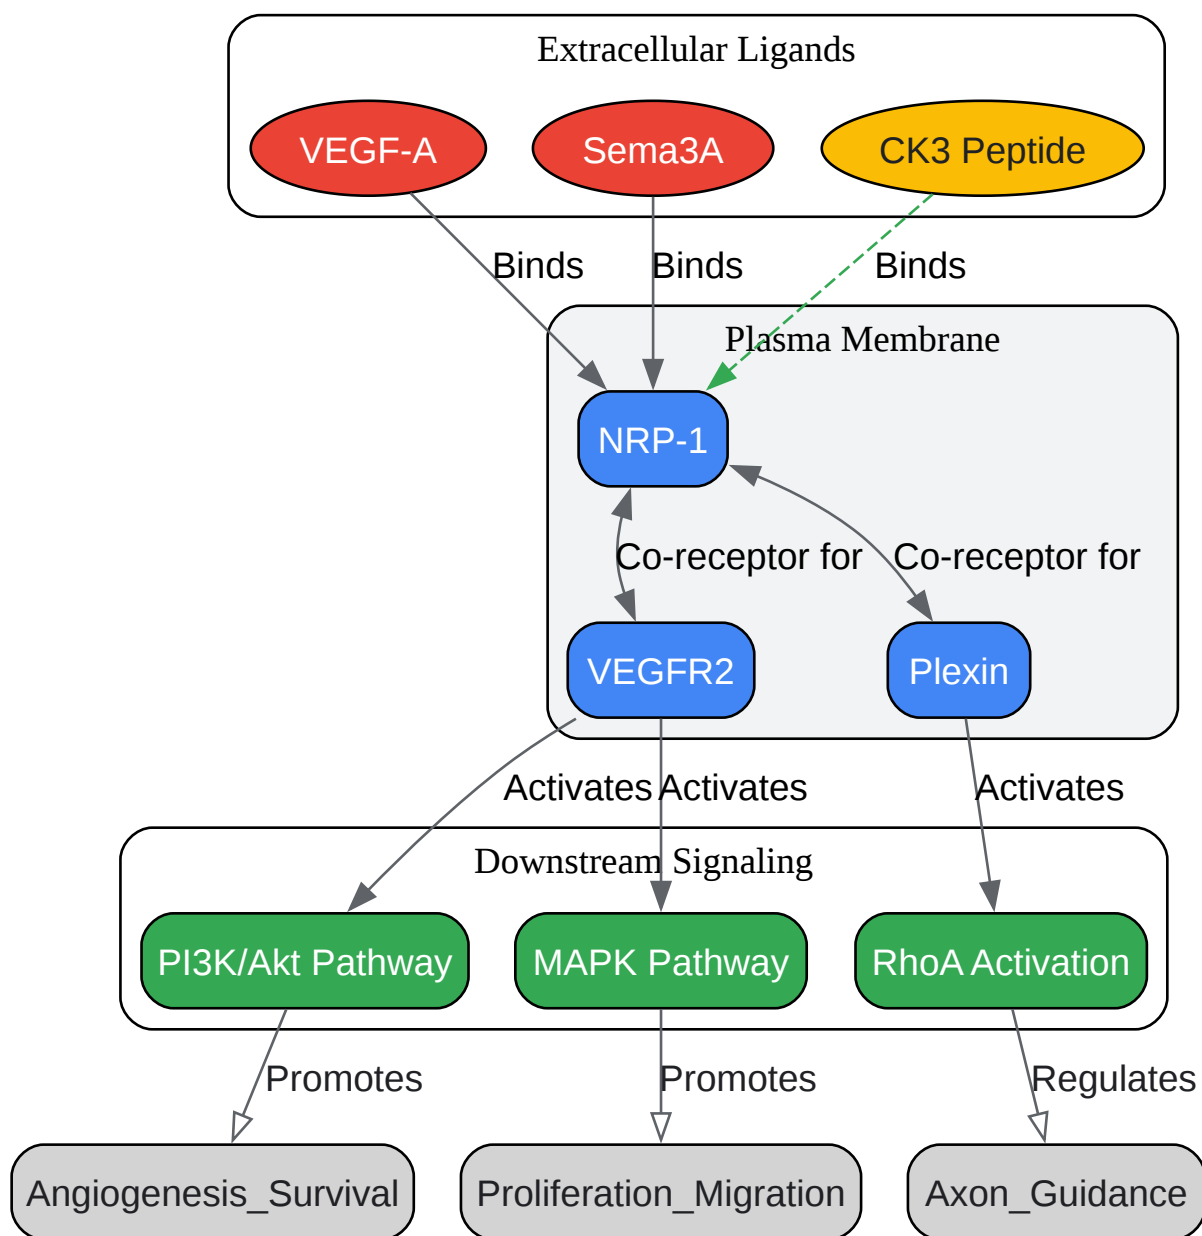 Extracellular Ligands
VEGF-A
Sema3A
CK3 Peptide
Binds
Binds
Binds
Plasma Membrane
NRP-1
Co-receptor for
Co-receptor for
VEGFR2
Plexin
Activates
Activates
Activates
Downstream Signaling
PI3K/Akt Pathway
MAPK Pathway
RhoA Activation
Promotes
Promotes
Regulates
Angiogenesis_Survival
Proliferation_Migration
Axon_Guidance